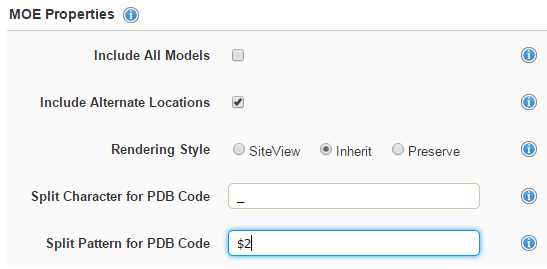 MOE Properties
Include All Models
Include Alternate Locations
Rendering Style SiteView Inherit Preserve
Split Character for PDB Code _
Split Pattern for PDB Code $2